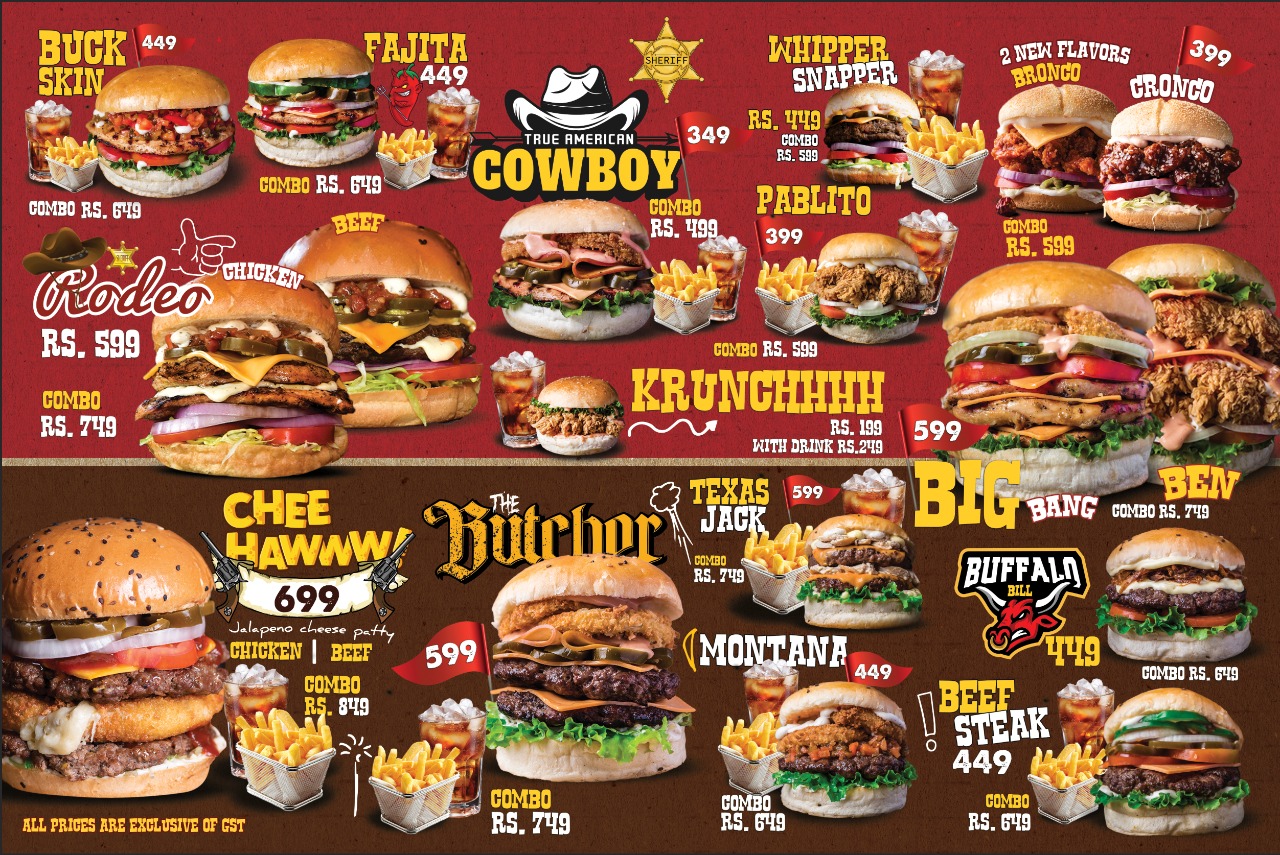 BUCK
SKIN
449
COMBO RS. 649
FAJITA
449
COMBO RS. 649
SHERIFF
TRUE AMERICAN
COWBOY
349
COMBO
RS. 499
WHIPPER
SNAPPER
RS. 449
COMBO
RS. 599
2 NEW FLAVORS
BRONCO
CRONCO
399
COMBO
RS. 599
PABLITO
399
COMBO RS. 599
Rodeo
CHICKEN
BEEF
RS. 599
COMBO
RS. 749
KRUNCHHHH
RS. 199
WITH DRINK RS.249
599
BIG
BANG
BEN
COMBO RS. 749
CHEE
HAWWW!
699
Jalapeno cheese patty
CHICKEN | BEEF
COMBO
RS. 849
THE
Butcher
599
COMBO
RS. 749
TEXAS
JACK
599
COMBO
RS. 749
MONTANA
449
COMBO
RS. 649
BUFFALO
BILL
449
COMBO RS. 649
BEEF
STEAK
449
COMBO
RS. 649
ALL PRICES ARE EXCLUSIVE OF GST